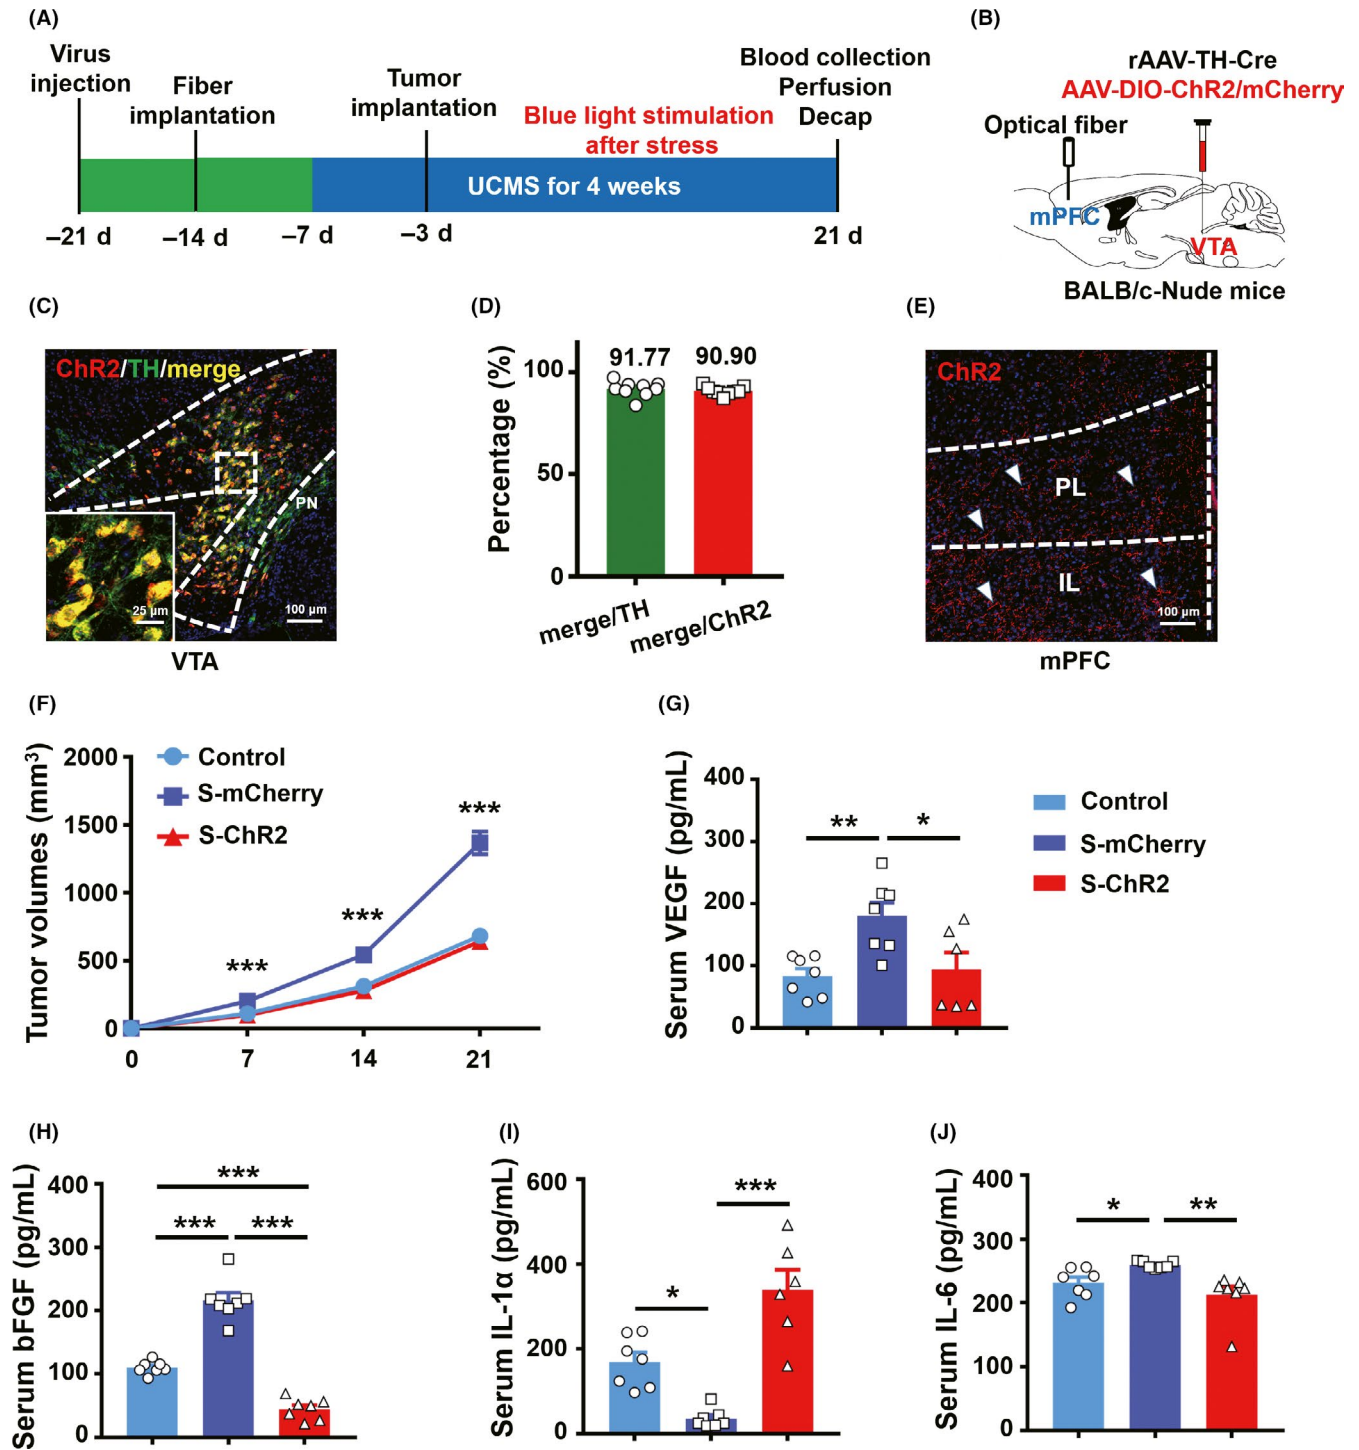 (A)
Virus
injection
Fiber
implantation
Tumor
implantation
Blue light stimulation
after stress
Blood collection
Perfusion
Decap
UCMS for 4 weeks
–21 d
–14 d
–7 d
–3 d
21 d
(B)
rAAV-TH-Cre
AAV-DIO-ChR2/mCherry
Optical fiber
mPFC
VTA
BALB/c-Nude mice
(C)
ChR2/TH/merge
PN
25 µm
100 µm
VTA
(D)
Percentage (%)
100
50
0
91.77
90.90
merge/TH
merge/ChR2
(E)
ChR2
PL
IL
100 µm
mPFC
(F)
Tumor volumes (mm³)
2000
1500
1000
500
0
Control
S-mCherry
S-ChR2
***
***
***
0
7
14
21
(G)
Serum VEGF (pg/mL)
400
300
200
100
0
**
*
Control
S-mCherry
S-ChR2
(H)
Serum bFGF (pg/mL)
400
300
200
100
0
***
***
***
(I)
Serum IL-1α (pg/mL)
600
400
200
0
*
***
(J)
Serum IL-6 (pg/mL)
400
300
200
100
0
*
**